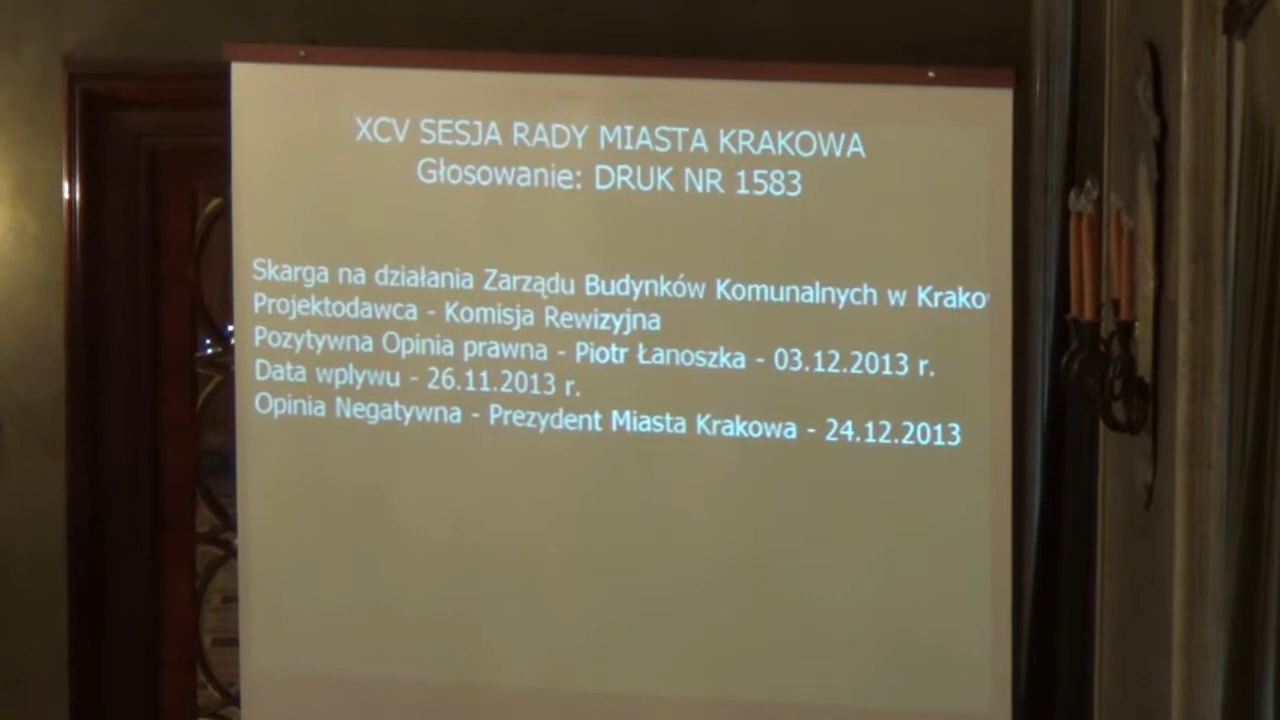 XCV SESJA RADY MIASTA KRAKOWA
Głosowanie: DRUK NR 1583
Skarga na działania Zarządu Budynków Komunalnych w Krako
Projektodawca - Komisja Rewizyjna
Pozytywna Opinia prawna - Piotr Łanoszka - 03.12.2013 r.
Data wpływu - 26.11.2013 r.
Opinia Negatywna - Prezydent Miasta Krakowa - 24.12.2013